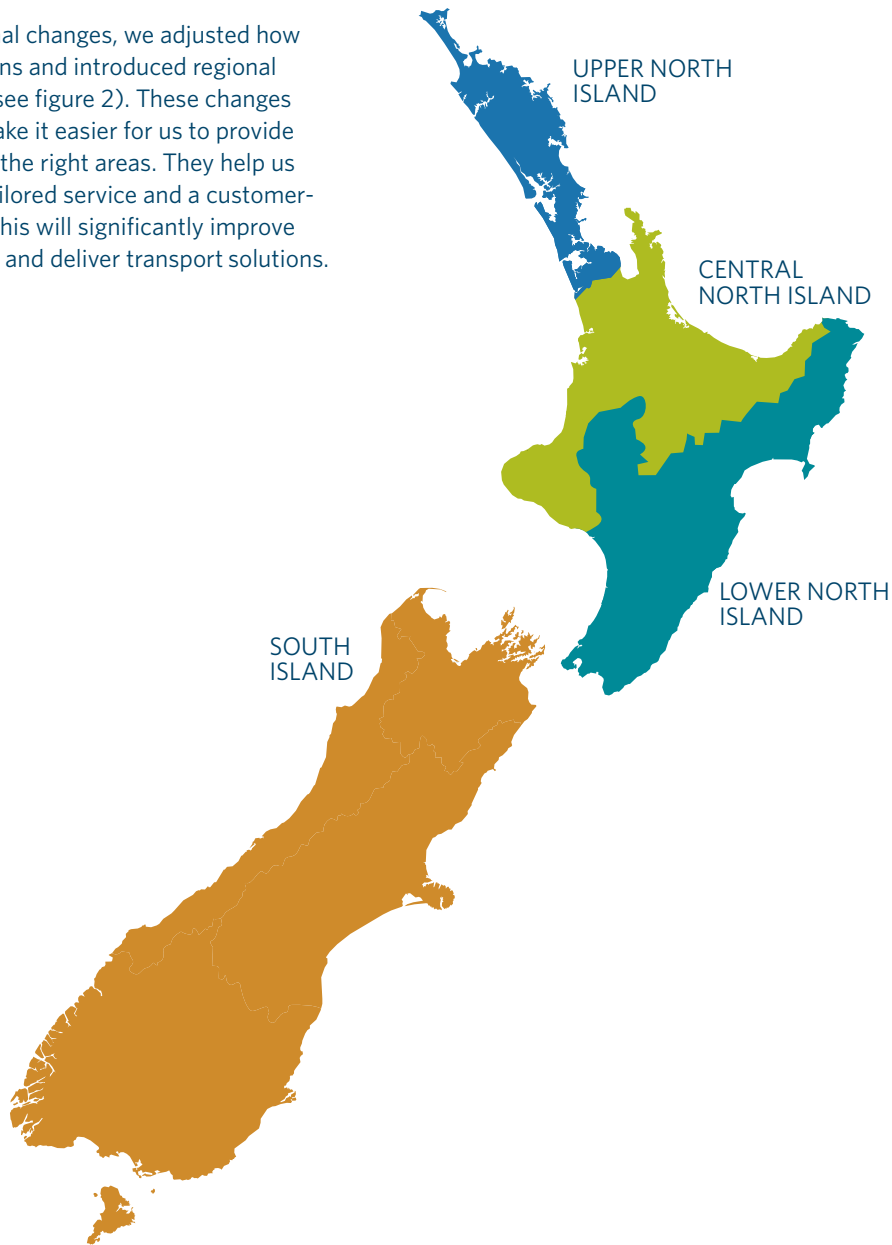 al changes, we adjusted how
ns and introduced regional
see figure 2). These changes
ake it easier for us to provide
the right areas. They help us
ilored service and a customer-
his will significantly improve
and deliver transport solutions.
UPPER NORTH
ISLAND
CENTRAL
NORTH ISLAND
LOWER NORTH
ISLAND
SOUTH
ISLAND